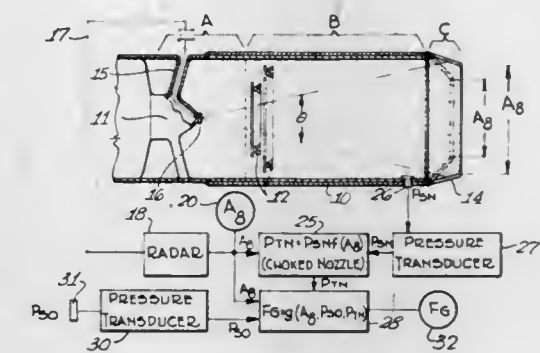 17
A
B
C
15
11
θ
A8
A8
16
12
10
26
PSN
14
20
A8
18
RADAR
A8
25
PTN = PSNf(A8)
(CHOKED NOZZLE)
PSN
PRESSURE
TRANSDUCER
27
PTN
31
PSO
PRESSURE
TRANSDUCER
30
PSO
A8
FG=g(A8, PSO, PTN)
28
FG
32